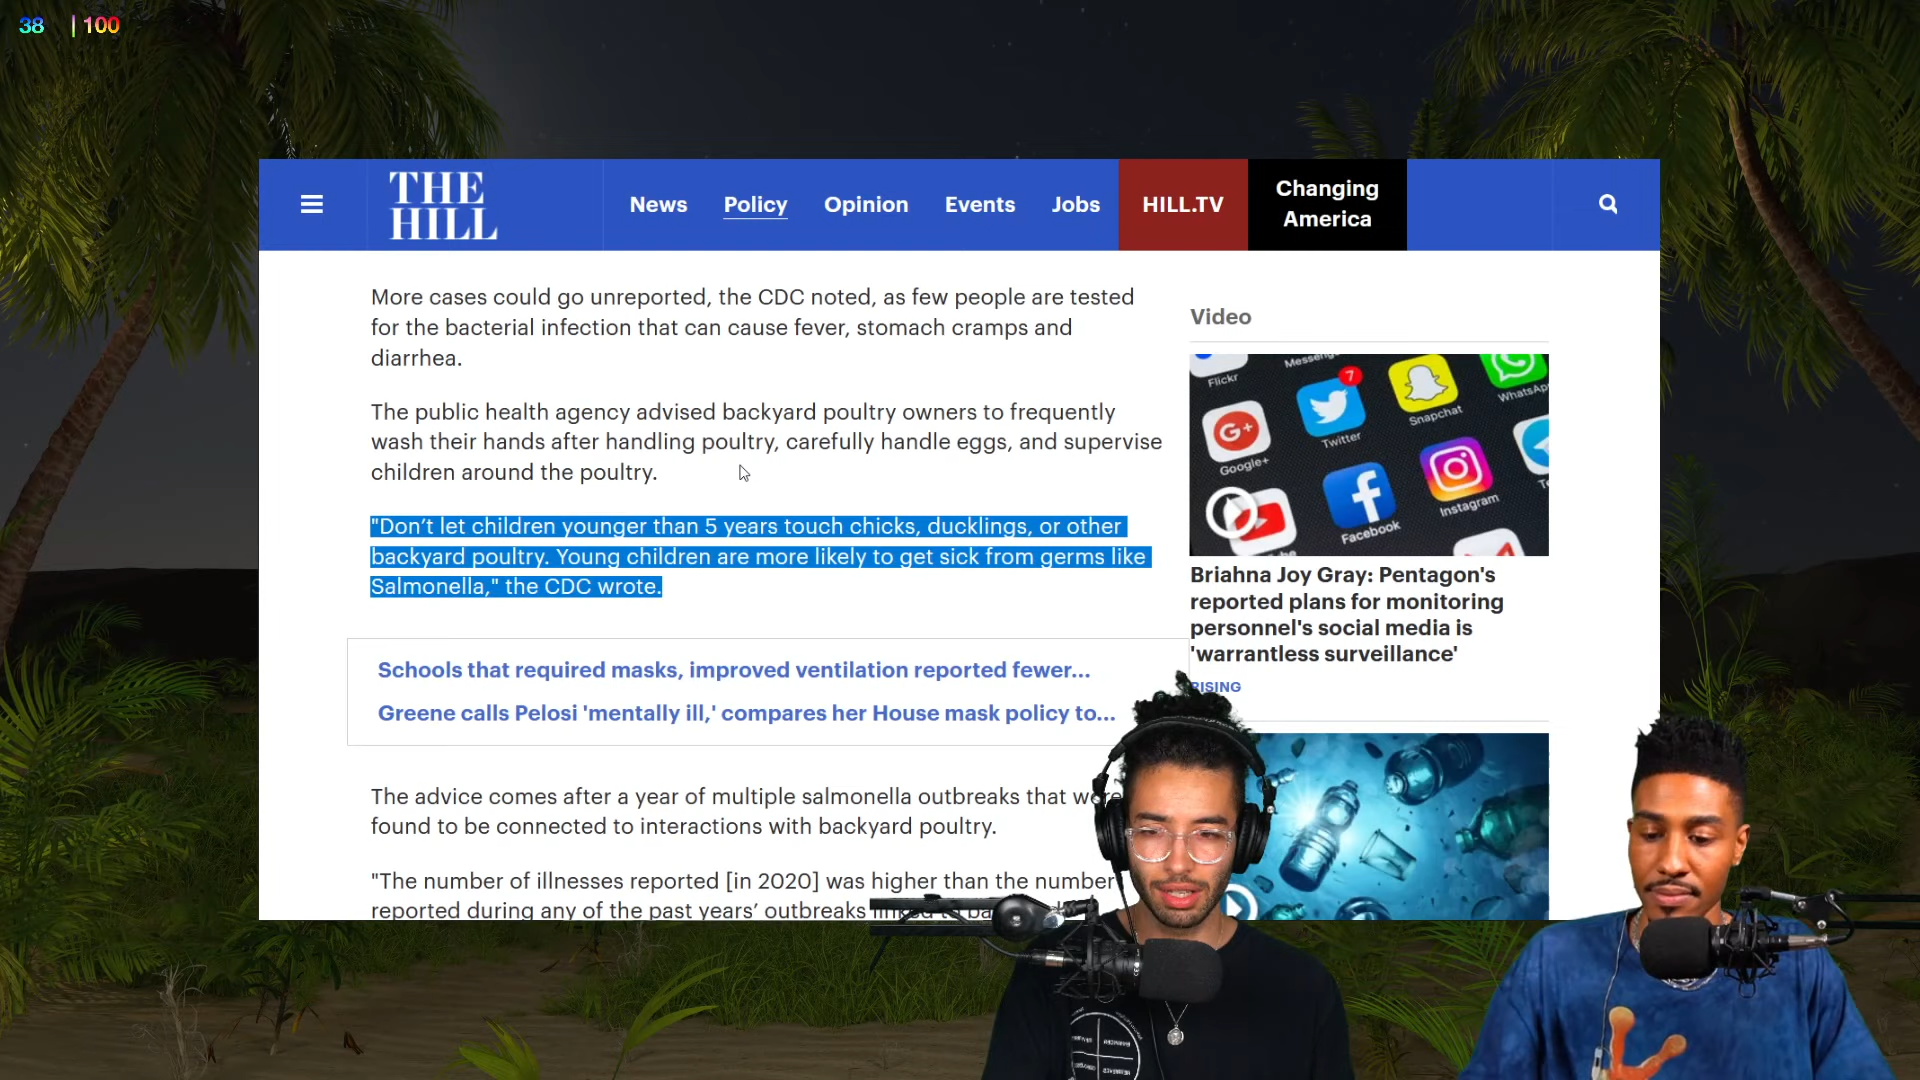 38 | 100
THE HILL
News Policy Opinion Events Jobs HILL.TV Changing America
More cases could go unreported, the CDC noted, as few people are tested
for the bacterial infection that can cause fever, stomach cramps and
diarrhea.
The public health agency advised backyard poultry owners to frequently
wash their hands after handling poultry, carefully handle eggs, and supervise
children around the poultry.
"Don’t let children younger than 5 years touch chicks, ducklings, or other
backyard poultry. Young children are more likely to get sick from germs like
Salmonella," the CDC wrote.
Schools that required masks, improved ventilation reported fewer...
Greene calls Pelosi 'mentally ill,' compares her House mask policy to...
The advice comes after a year of multiple salmonella outbreaks that were
found to be connected to interactions with backyard poultry.
"The number of illnesses reported [in 2020] was higher than the number
reported during any of the past years’ outbreaks
Video
Flickr
Snapchat
WhatsApp
Twitter
7
Google+
Facebook
Instagram
Briahna Joy Gray: Pentagon's
reported plans for monitoring
personnel's social media is
'warrantless surveillance'
RISING